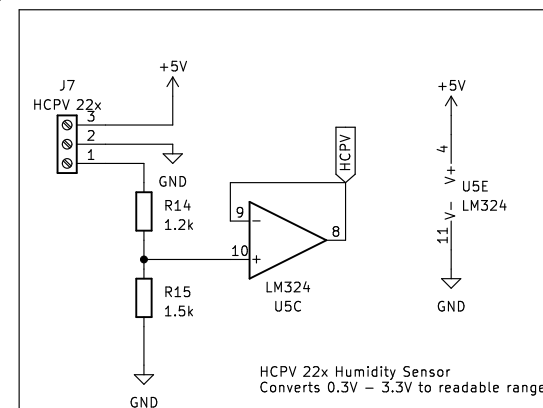 +5V
J7
HCPV 22x
3
2
1
GND
R14
1.2k
R15
1.5k
GND
9
−
10
+
8
LM324
U5C
HCPV
+5V
4
V+
U5E
LM324
V−
11
GND
HCPV 22x Humidity Sensor
Converts 0.3V – 3.3V to readable range